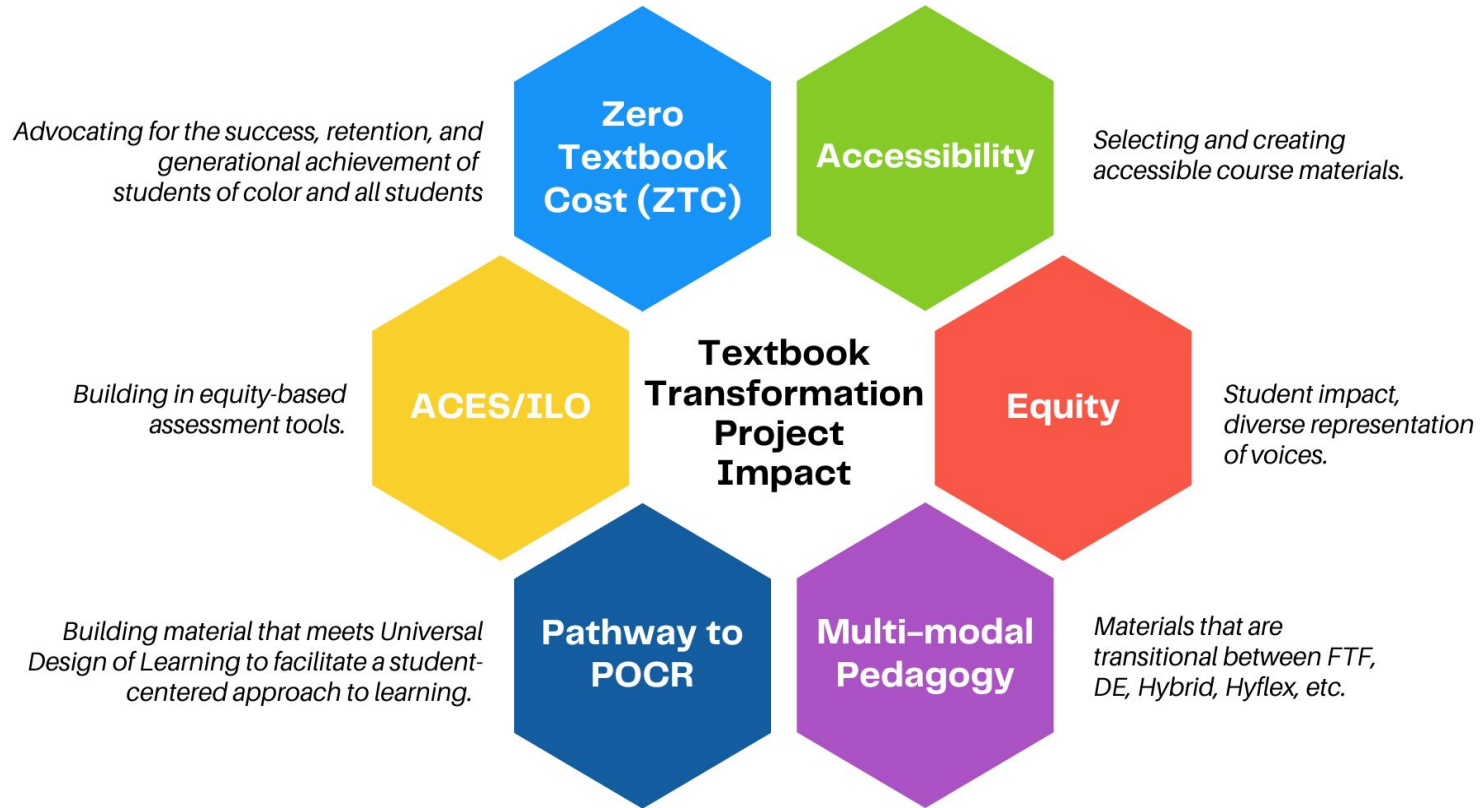 Zero
Textbook
Cost (ZTC)
Advocating for the success, retention, and
generational achievement of
students of color and all students
Accessibility
Selecting and creating
accessible course materials.
ACES/ILO
Building in equity-based
assessment tools.
Textbook
Transformation
Project
Impact
Equity
Student impact,
diverse representation
of voices.
Pathway to
POCR
Building material that meets Universal
Design of Learning to facilitate a student-
centered approach to learning.
Multi-modal
Pedagogy
Materials that are
transitional between FTF,
DE, Hybrid, Hyflex, etc.